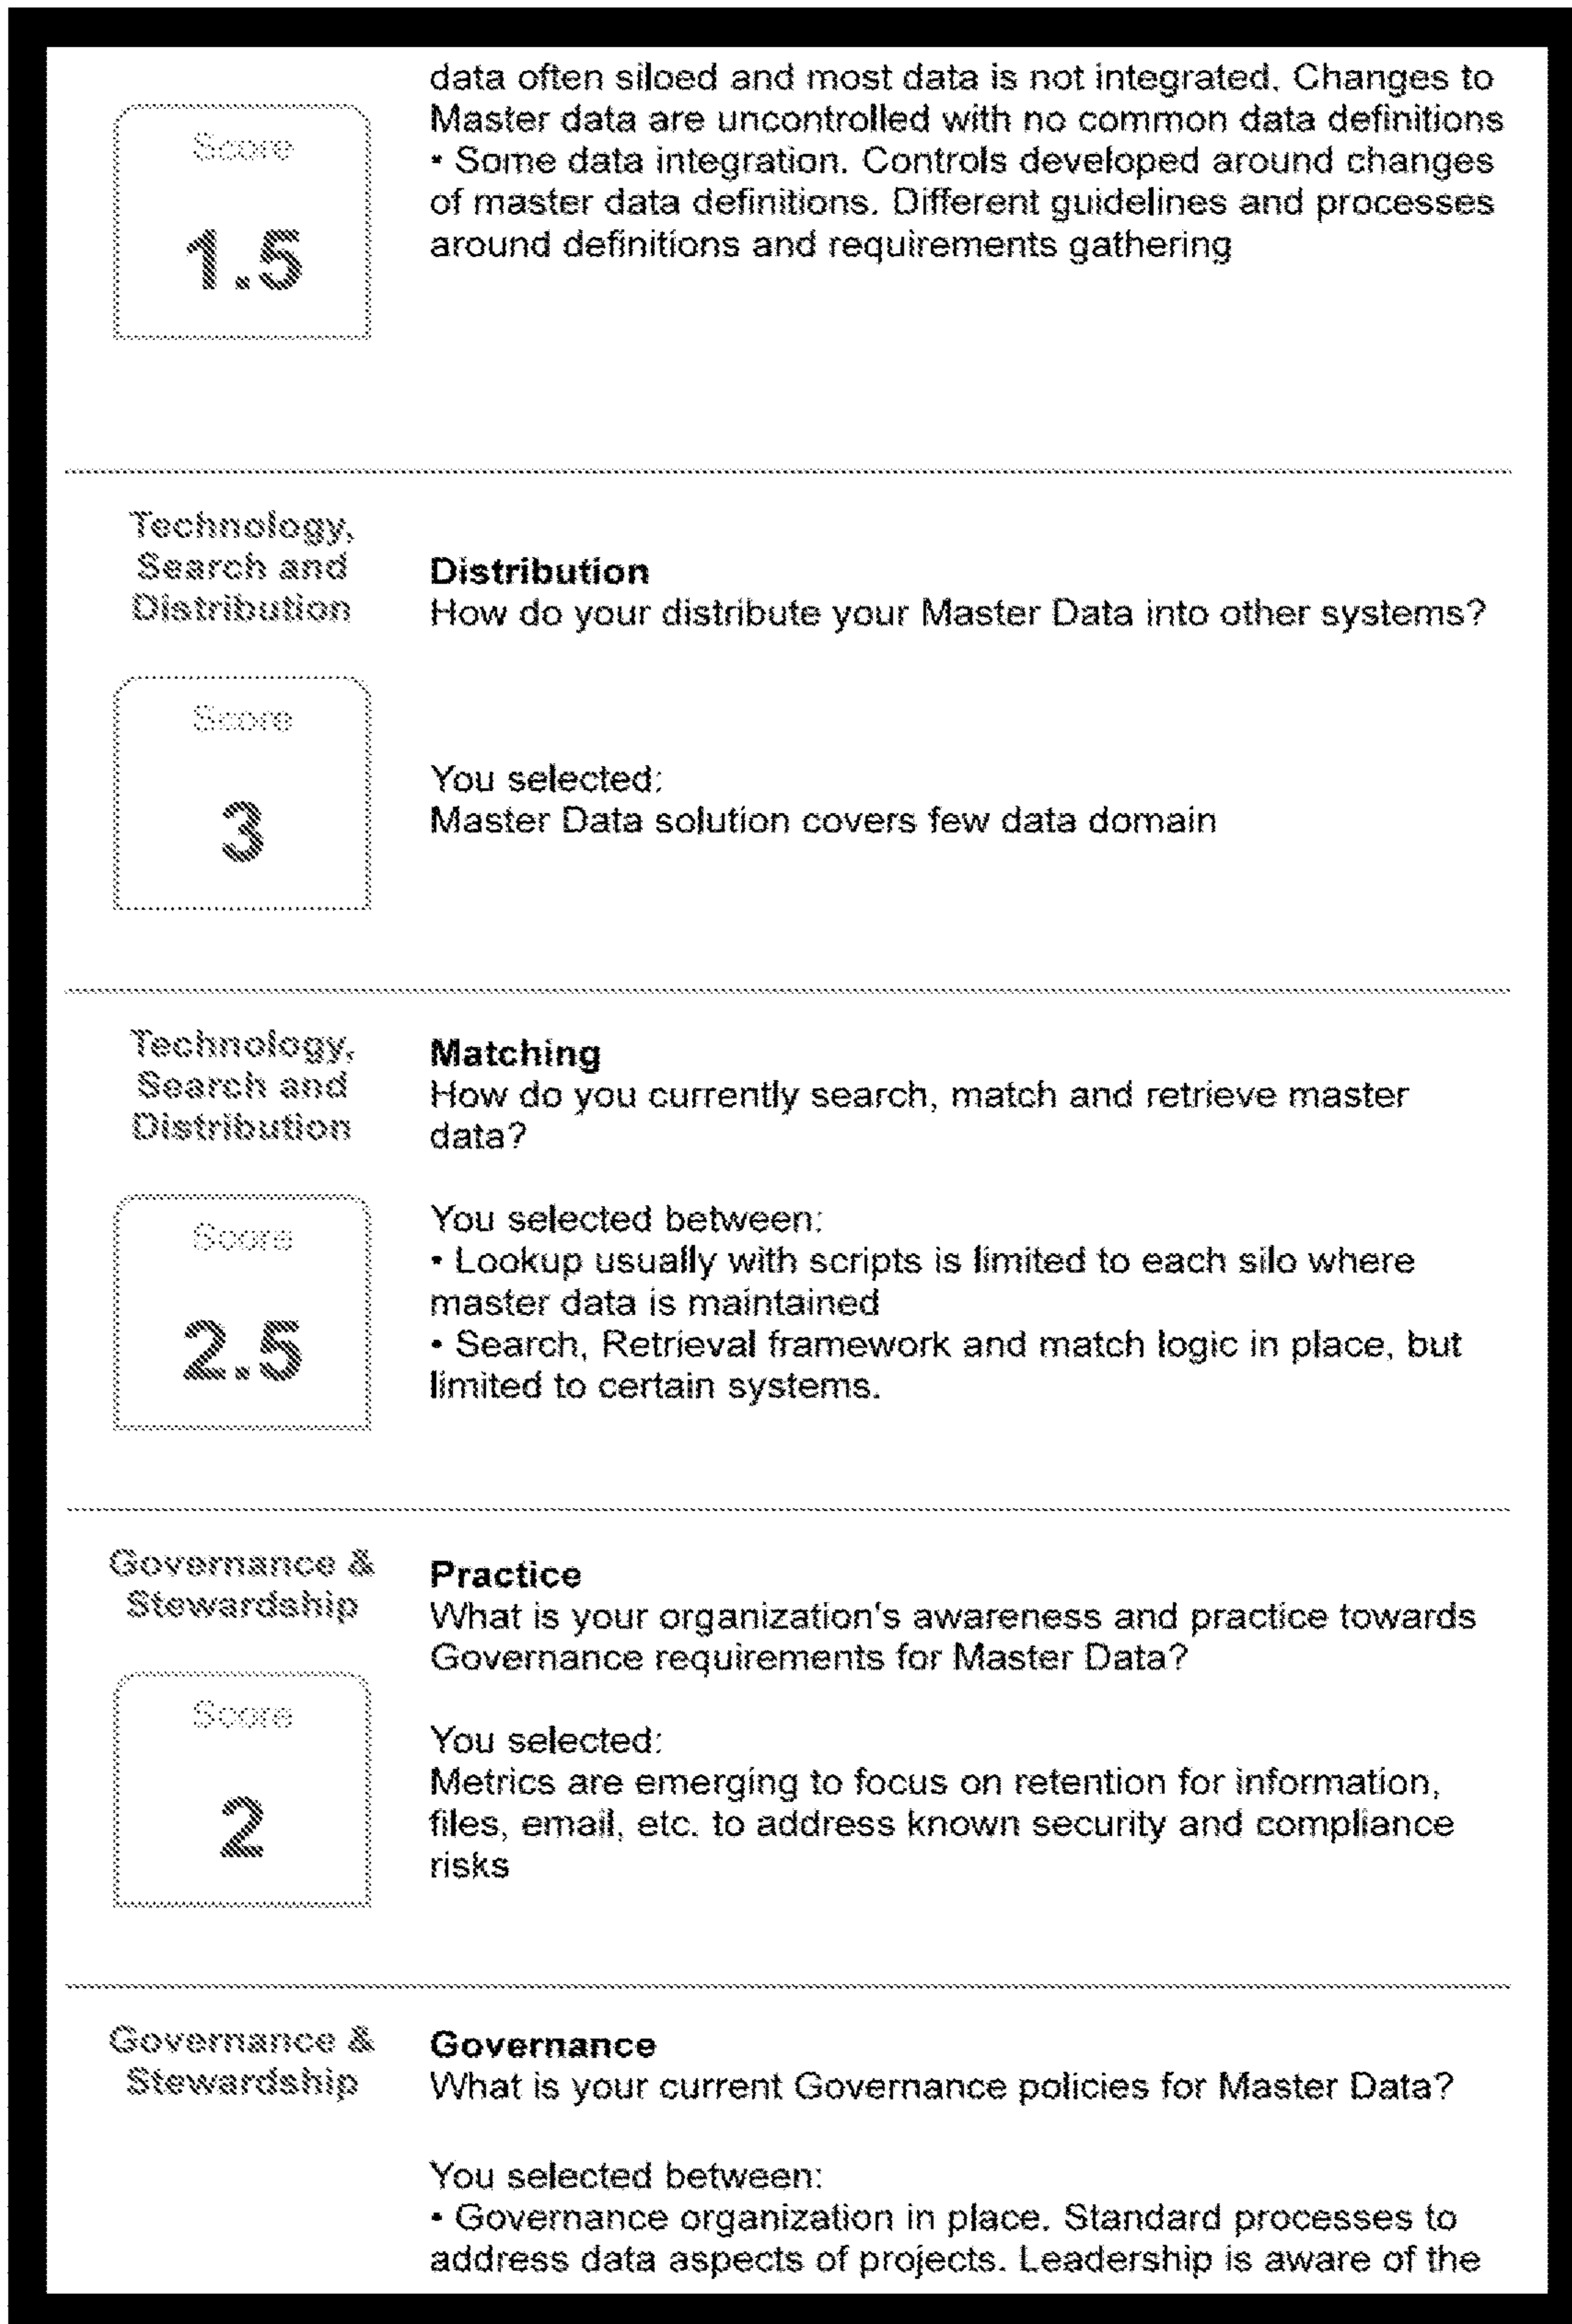 data often siloed and most data is not integrated. Changes to
Master data are uncontrolled with no common data definitions
• Some data integration. Controls developed around changes
of master data definitions. Different guidelines and processes
around definitions and requirements gathering
Score
1.5
Technology,
Search and
Distribution
Distribution
How do your distribute your Master Data into other systems?
Score
3
You selected:
Master Data solution covers few data domain
Technology,
Search and
Distribution
Matching
How do you currently search, match and retrieve master
data?
Score
2.5
You selected between:
• Lookup usually with scripts is limited to each silo where
master data is maintained
• Search, Retrieval framework and match logic in place, but
limited to certain systems.
Governance &
Stewardship
Practice
What is your organization's awareness and practice towards
Governance requirements for Master Data?
Score
2
You selected:
Metrics are emerging to focus on retention for information,
files, email, etc. to address known security and compliance
risks
Governance &
Stewardship
Governance
What is your current Governance policies for Master Data?
You selected between:
• Governance organization in place. Standard processes to
address data aspects of projects. Leadership is aware of the